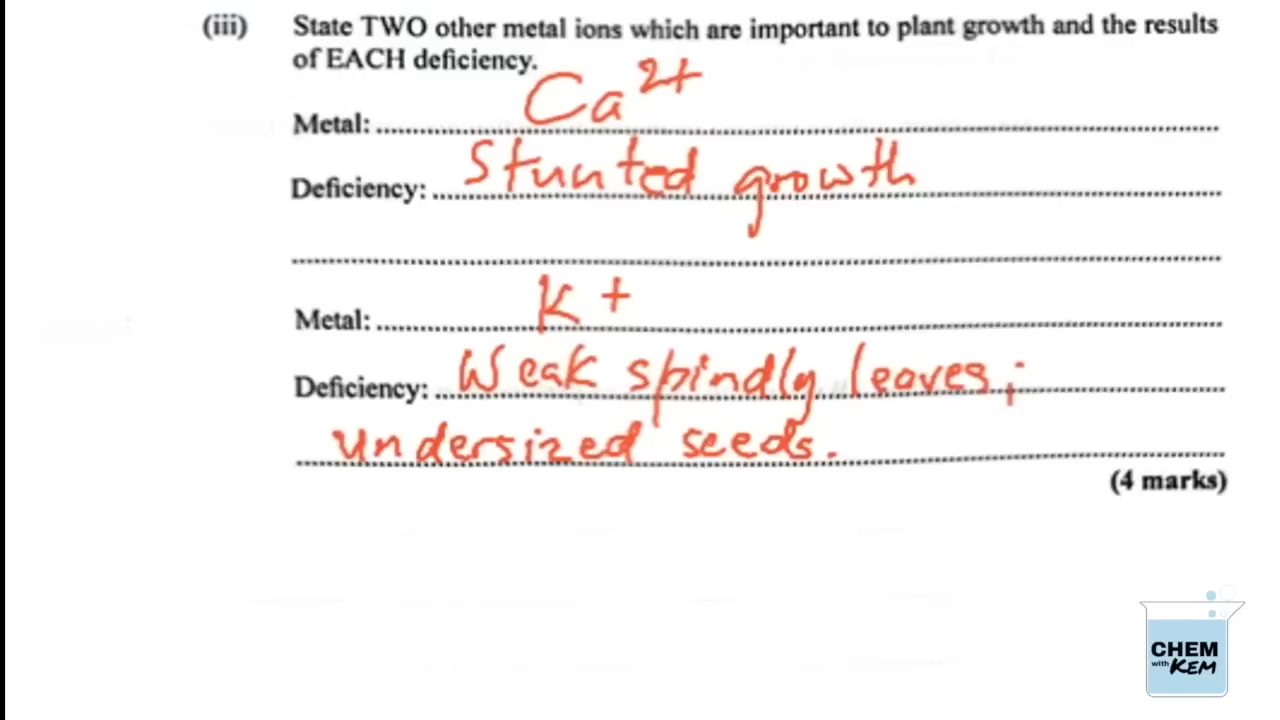 (iii) State TWO other metal ions which are important to plant growth and the results
of EACH deficiency.
Metal: Ca2+
Deficiency: Stunted growth
Metal: K+
Deficiency: Weak spindly leaves;
undersized seeds.
(4 marks)
CHEM
with KEM